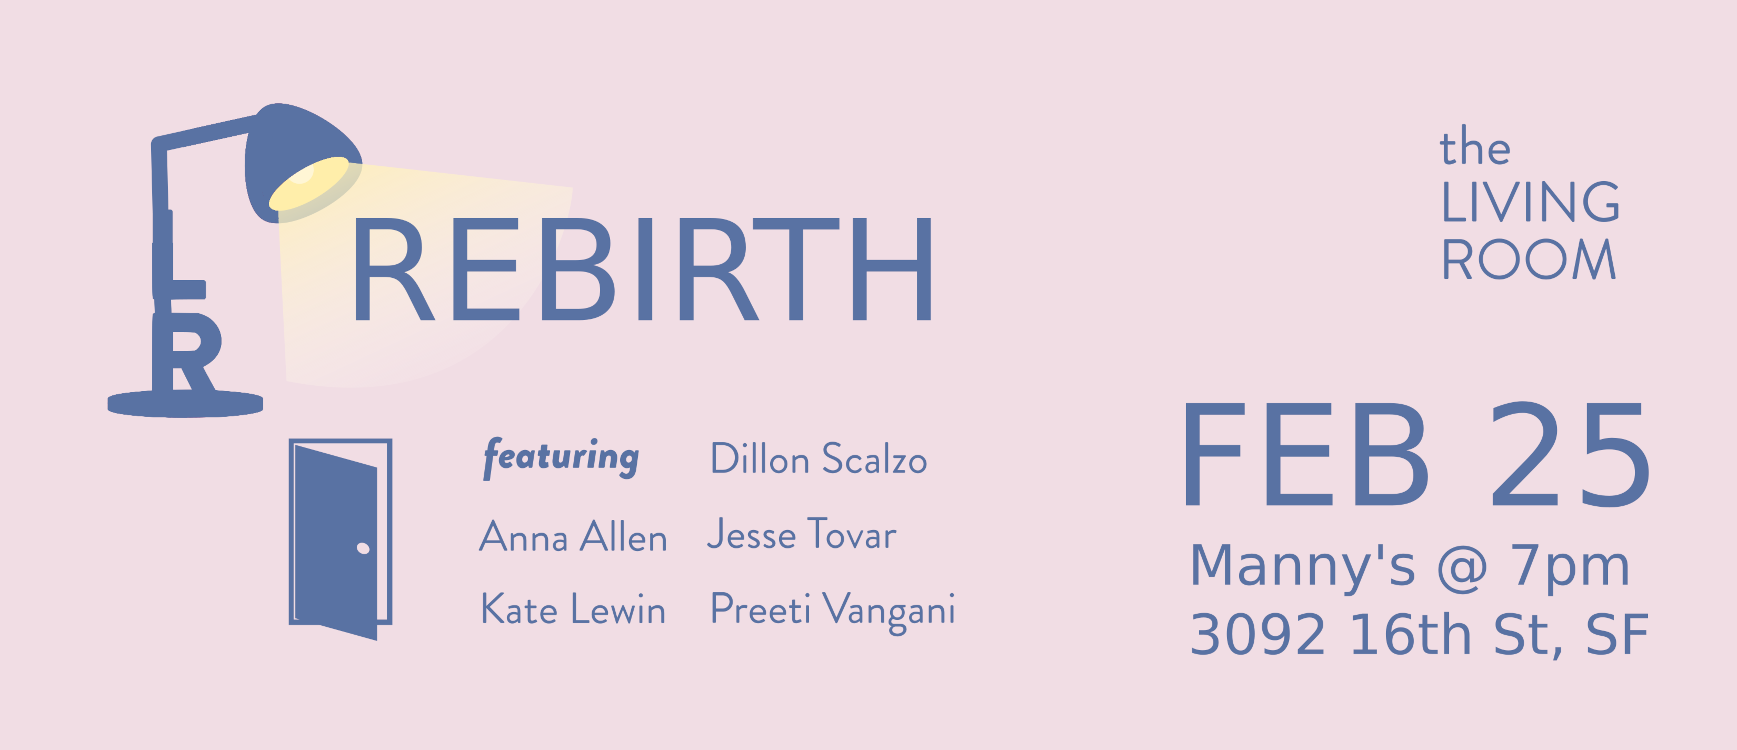 LR
REBIRTH
the
LIVING
ROOM
featuring
Anna Allen
Kate Lewin
Dillon Scalzo
Jesse Tovar
Preeti Vangani
FEB 25
Manny's @ 7pm
3092 16th St, SF